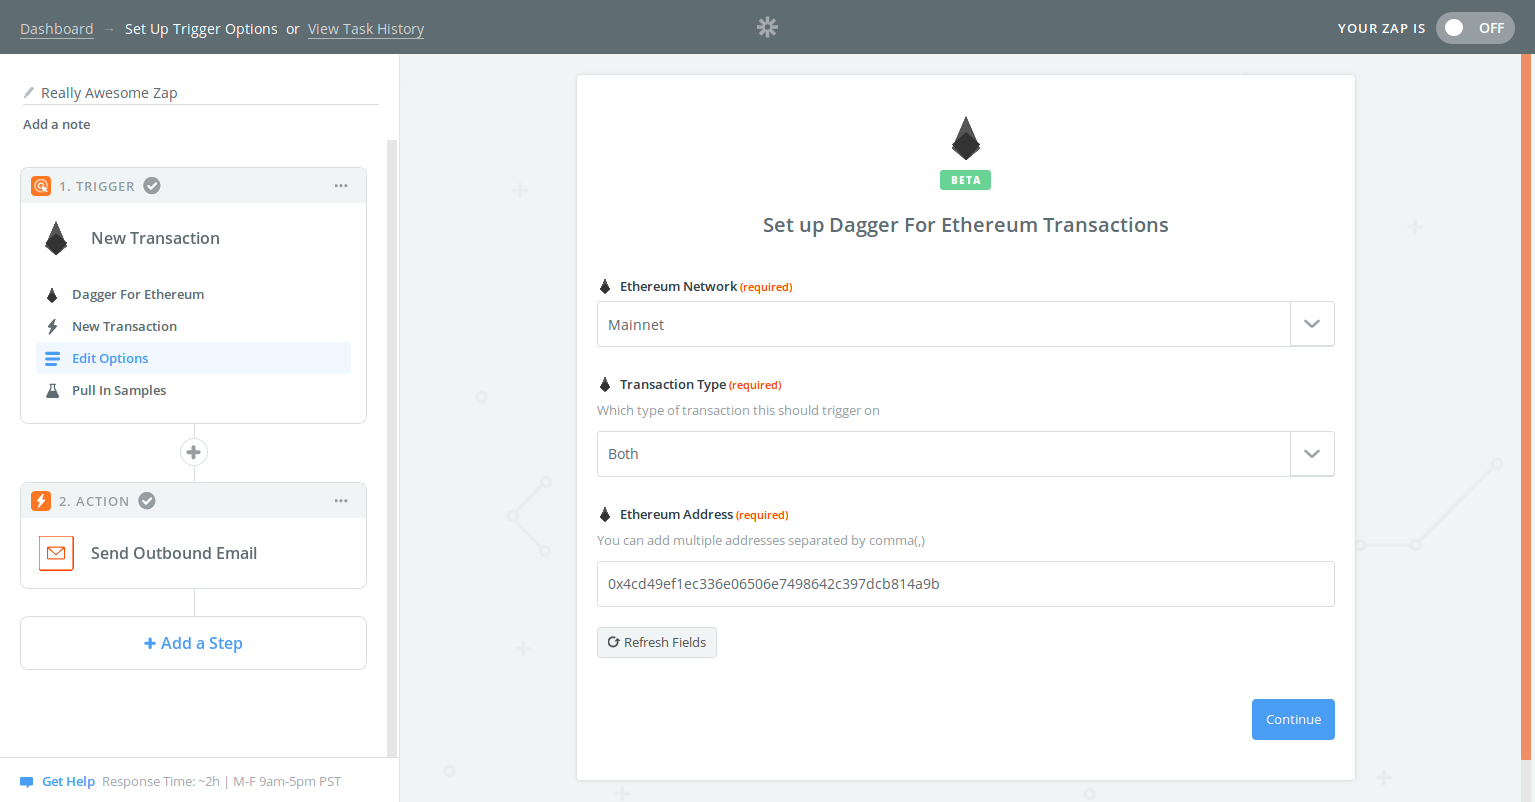 Dashboard → Set Up Trigger Options or View Task History
YOUR ZAP IS OFF
Really Awesome Zap
Add a note
1. TRIGGER
New Transaction
Dagger For Ethereum
New Transaction
Edit Options
Pull In Samples
2. ACTION
Send Outbound Email
+ Add a Step
Get Help Response Time: ~2h | M-F 9am-5pm PST
BETA
Set up Dagger For Ethereum Transactions
Ethereum Network (required)
Mainnet
Transaction Type (required)
Which type of transaction this should trigger on
Both
Ethereum Address (required)
You can add multiple addresses separated by comma(,)
0x4cd49ef1ec336e06506e7498642c397dcb814a9b
Refresh Fields
Continue